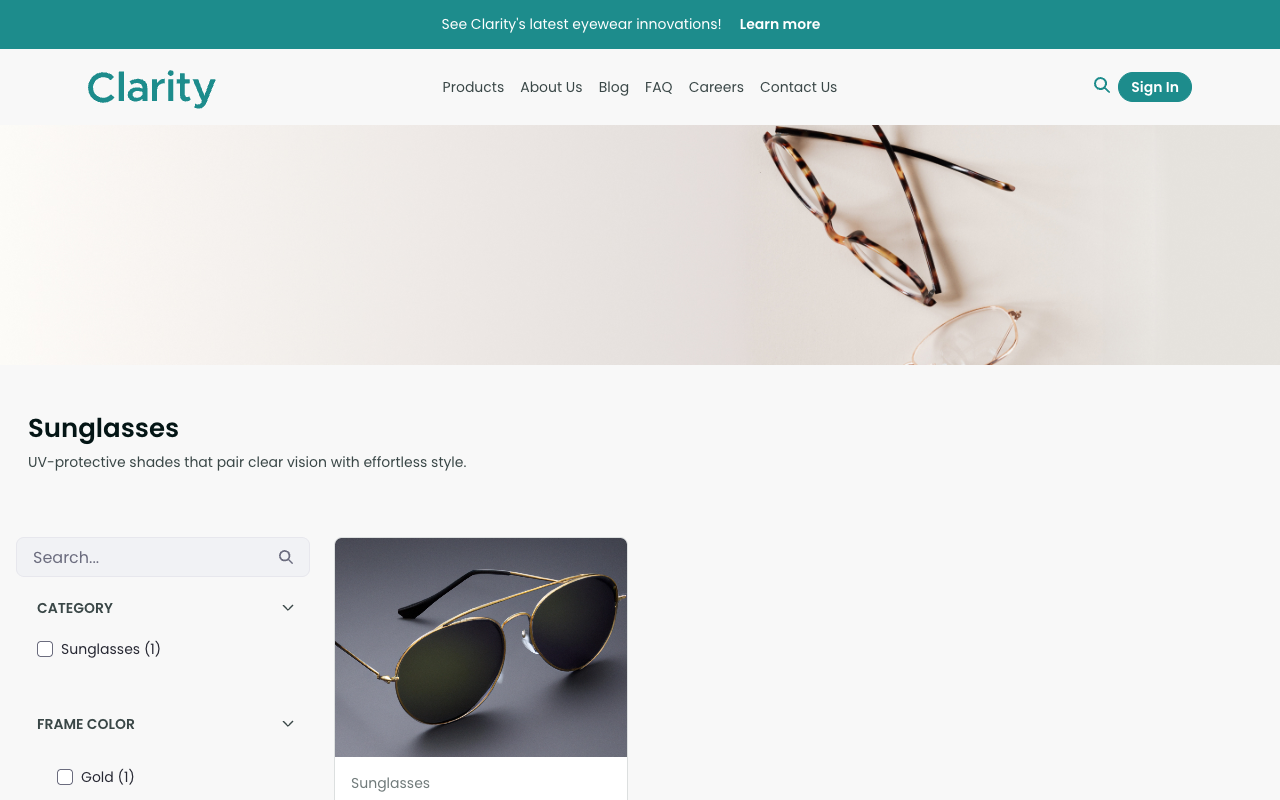 See Clarity's latest eyewear innovations! Learn more
Clarity
Products About Us Blog FAQ Careers Contact Us
Sign In
Sunglasses
UV-protective shades that pair clear vision with effortless style.
Search...
CATEGORY
Sunglasses (1)
FRAME COLOR
Gold (1)
Sunglasses